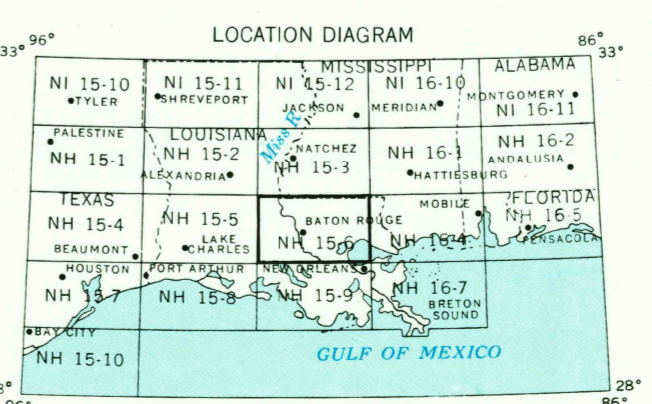 LOCATION DIAGRAM
96° 86°
33° 33°
MISSISSIPPI ALABAMA
NI 15-10 NI 15-11 NI 15-12 NI 16-10 MONTGOMERY
TYLER SHREVEPORT JACKSON MERIDIAN NI 16-11
Miss R.
PALESTINE LOUISIANA NATCHEZ NH 16-2
NH 15-1 NH 15-2 NH 15-3 NH 16-1 ANDALUSIA
ALEXANDRIA HATTIESBURG
TEXAS MOBILE FLORIDA
NH 15-4 NH 15-5 BATON ROUGE NH 16-5
BEAUMONT LAKE CHARLES NH 15-6 NH 16-4 PENSACOLA
HOUSTON PORT ARTHUR NEW ORLEANS
NH 15-7 NH 15-8 NH 15-9 NH 16-7
BRETON
SOUND
BAY CITY
NH 15-10 GULF OF MEXICO
28°
86°